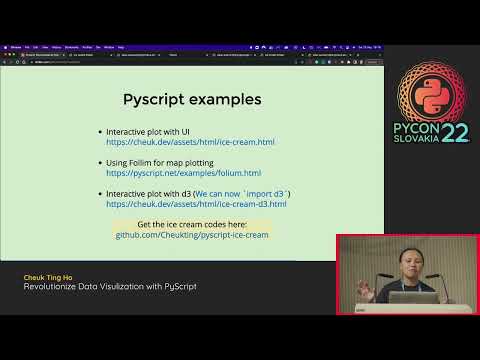 Pyscript examples
• Interactive plot with UI
https://cheuk.dev/assets/html/ice-cream.html
• Using Follim for map plotting
https://pyscript.net/examples/folium.html
• Interactive plot with d3 (We can now `import d3`)
https://cheuk.dev/assets/html/ice-cream-d3.html
Get the ice cream codes here:
github.com/Cheukting/pyscript-ice-cream
PYCON
SLOVAKIA 22
Cheuk Ting Ho
Revolutionize Data Visulization with PyScript